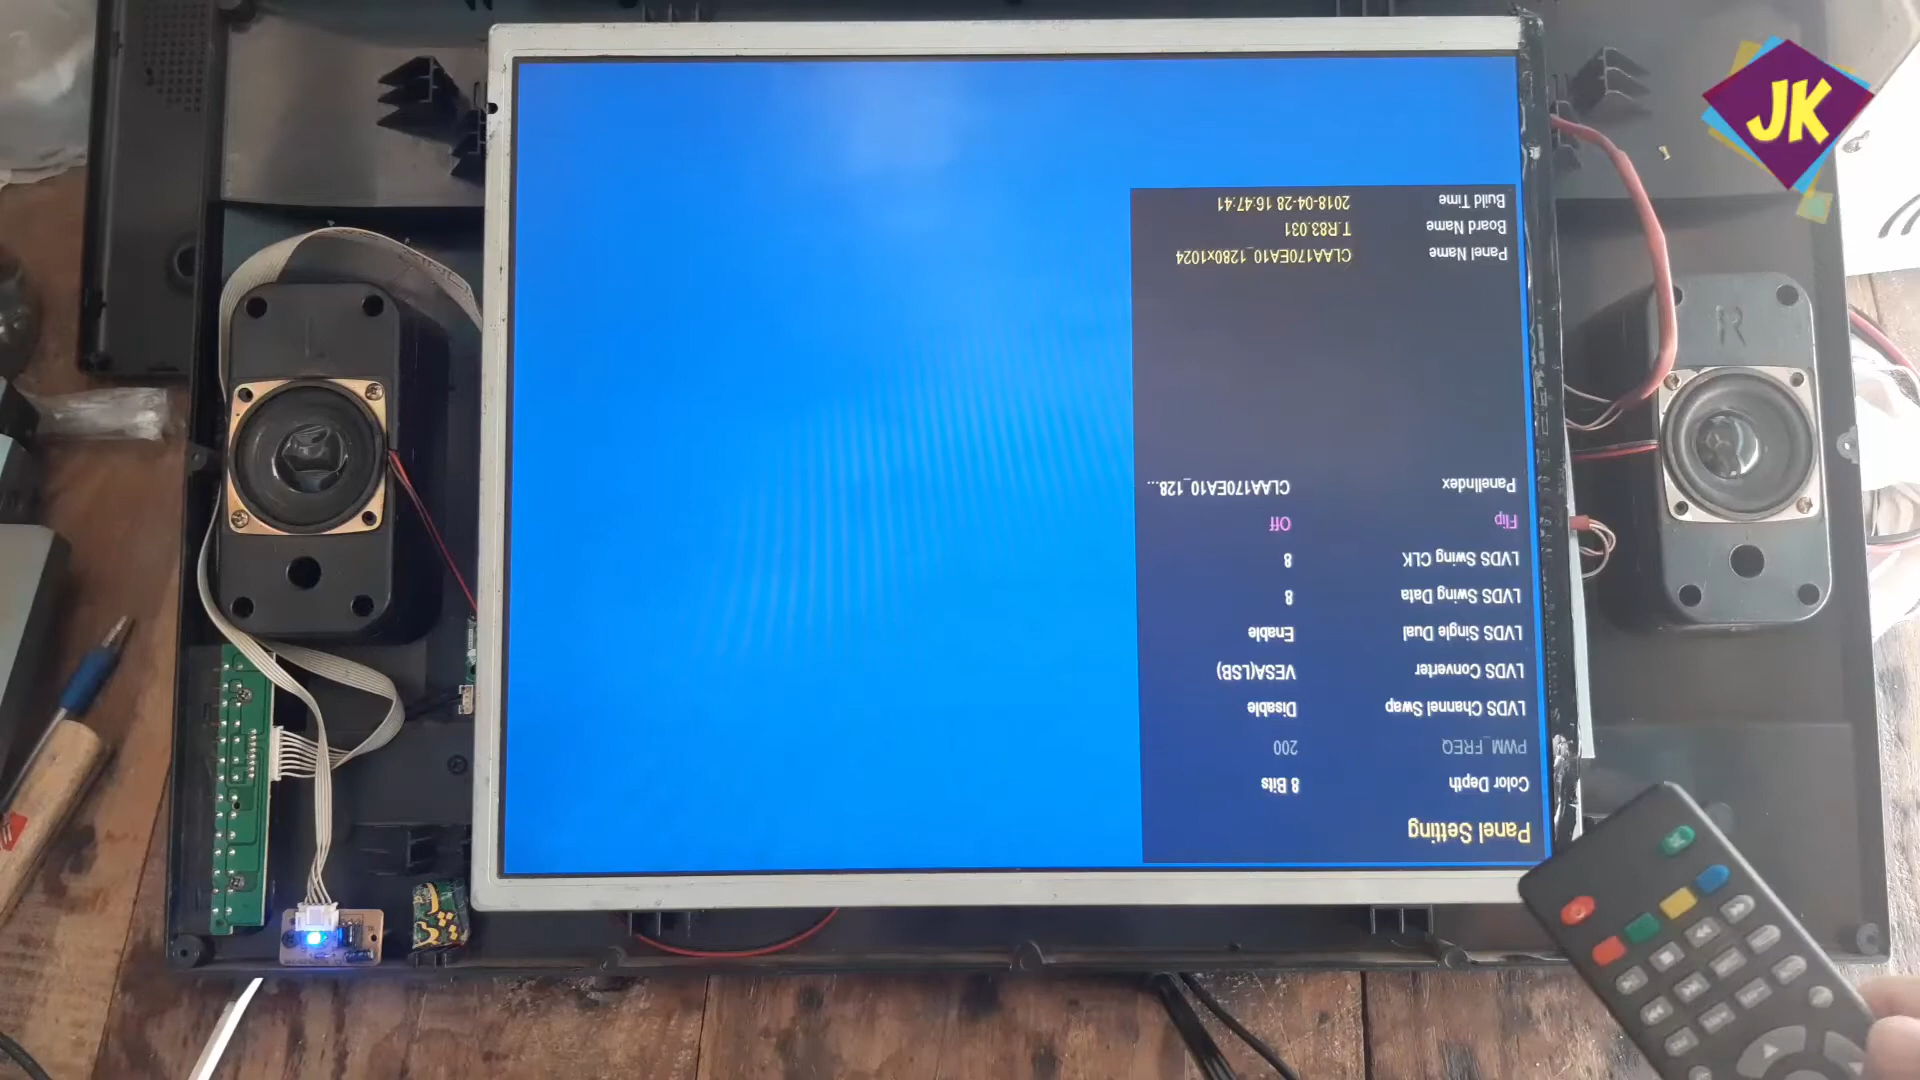 JK
Panel Setting
Color Depth 8 Bits
PWM_FREQ 200
LVDS Channel Swap Disable
LVDS Converter VESA(LSB)
LVDS Single Dual Enable
LVDS Swing Data 8
LVDS Swing CLK 8
Flip Off
PanelIndex CLAA170EA10_128...
Panel Name CLAA170EA10_1280x1024
Board Name T.R83.031
Build Time 2018-04-28 16:47:41
R